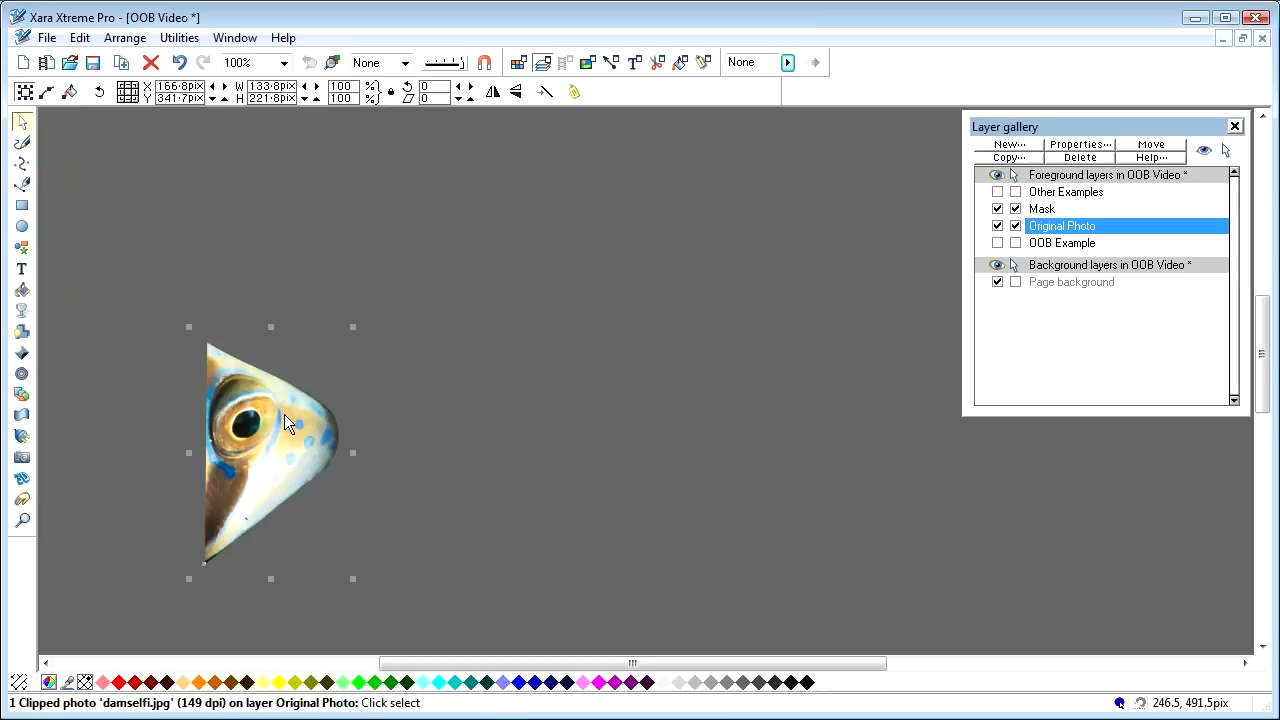 Xara Xtreme Pro - [OOB Video *]
File Edit Arrange Utilities Window Help
100% None None
X 166·8pix W 133·8pix 100 % 0
Y 341·7pix H 221·8pix 100 % 0
Layer gallery
New... Properties... Move
Copy... Delete Help...
Foreground layers in OOB Video *
Other Examples
Mask
Original Photo
OOB Example
Background layers in OOB Video *
Page background
1 Clipped photo 'damselfi.jpg' (149 dpi) on layer Original Photo: Click select 246.5, 491.5pix